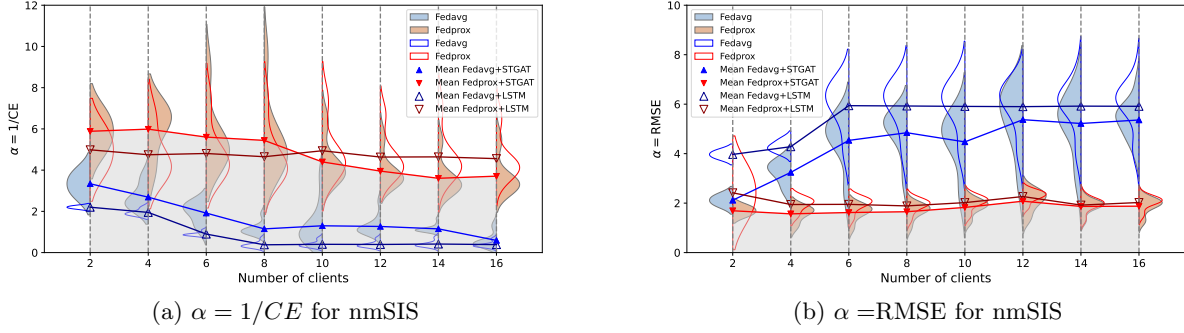 12
10
8
6
4
2
0
α = 1/CE
Fedavg
Fedprox
Fedavg
Fedprox
Mean Fedavg+STGAT
Mean Fedprox+STGAT
Mean Fedavg+LSTM
Mean Fedprox+LSTM
2 4 6 8 10 12 14 16
Number of clients
(a) α = 1/CE for nmSIS
10
8
6
4
2
0
α = RMSE
Fedavg
Fedprox
Fedavg
Fedprox
Mean Fedavg+STGAT
Mean Fedprox+STGAT
Mean Fedavg+LSTM
Mean Fedprox+LSTM
2 4 6 8 10 12 14 16
Number of clients
(b) α =RMSE for nmSIS